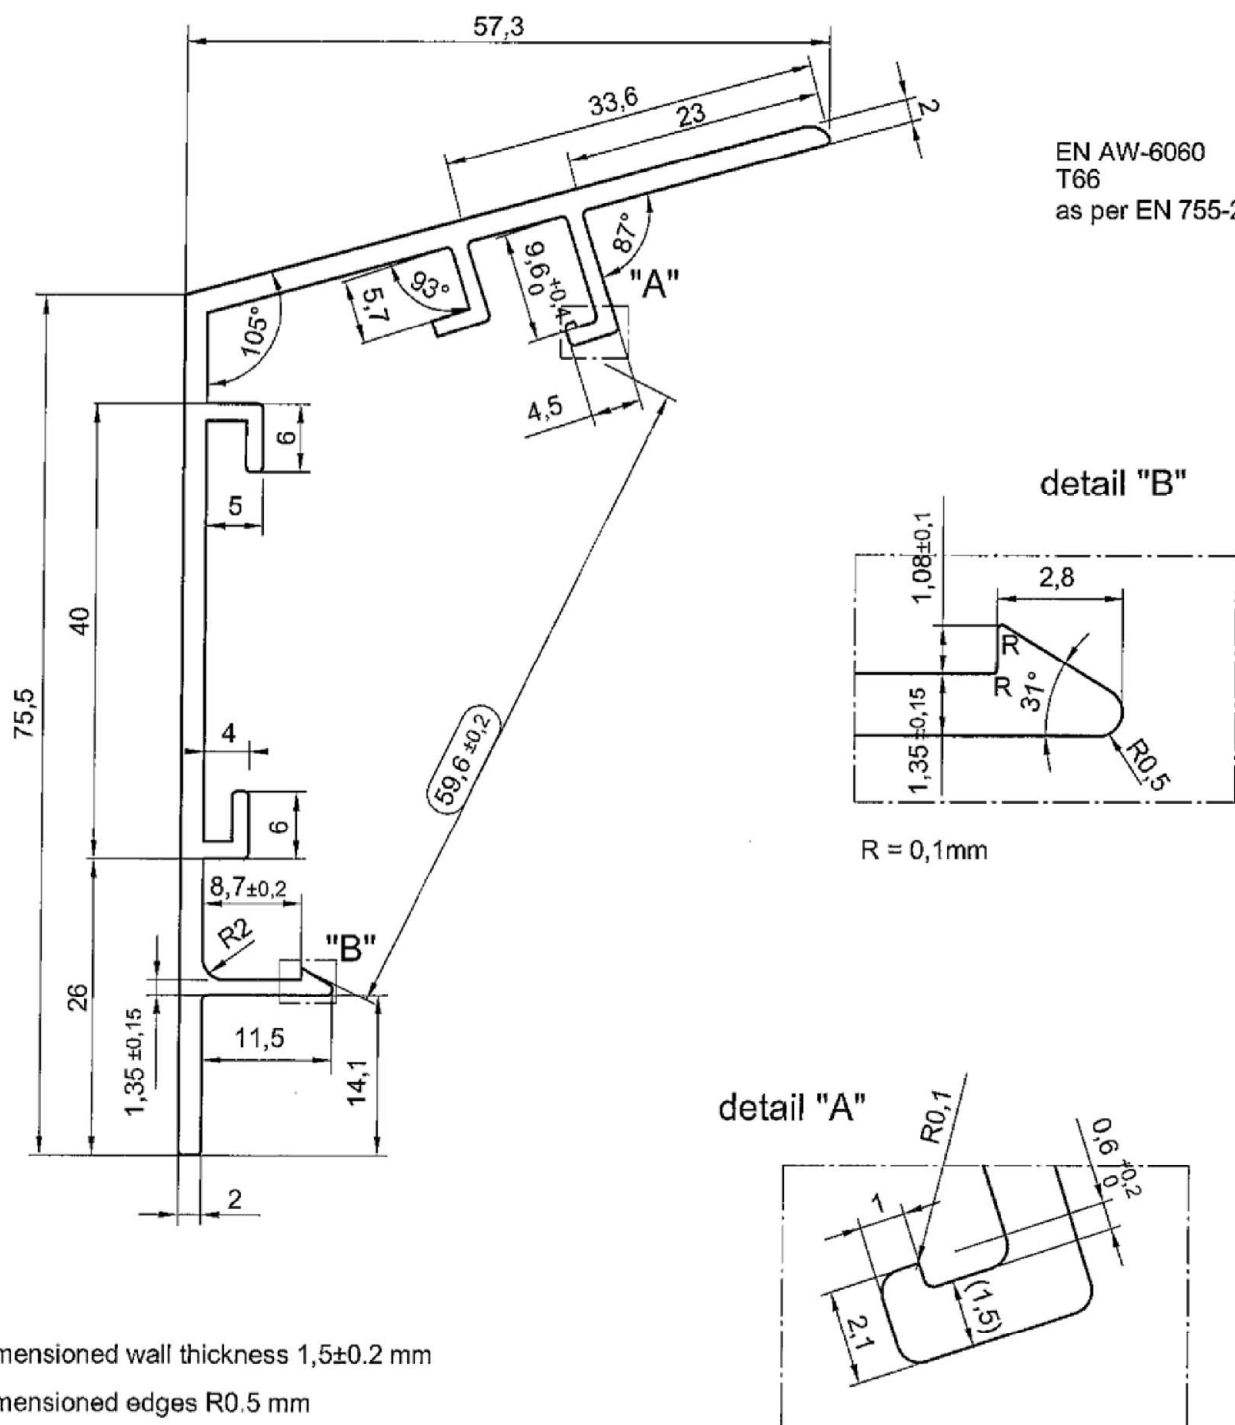 57,3
33,6
23
2
EN AW-6060
T66
as per EN 755-2
87°
9,6 +0,4 0
"A"
93°
5,7
105°
4,5
6
5
detail "B"
1,08±0,1
2,8
40
R
R
31°
75,5
4
59,6 ±0,2
1,35±0,15
R0,5
6
R = 0,1mm
8,7±0,2
R2
"B"
26
1,35 ±0,15
11,5
14,1
detail "A"
R0,1
0,6 +0,2 0
2
1
(1,5)
2,1
mensioned wall thickness 1,5±0.2 mm
mensioned edges R0.5 mm